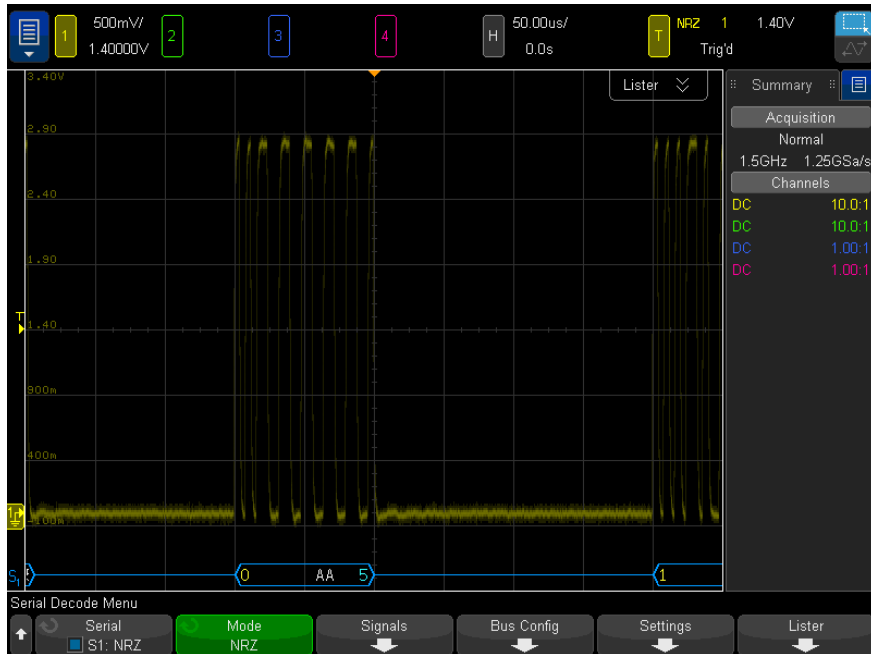 1 500mV/ 2 3 4 H 50.00us/ T NRZ 1 1.40V
1.40000V 0.0s Trig'd
3.40V
Lister
Summary
Acquisition
Normal
1.5GHz 1.25GSa/s
Channels
DC 10.0:1
DC 10.0:1
DC 1.00:1
DC 1.00:1
2.90
2.40
1.90
T
1.40
900m
400m
1
-100m
S1 0 AA 5 1
Serial Decode Menu
Serial Mode Signals Bus Config Settings Lister
S1: NRZ NRZ